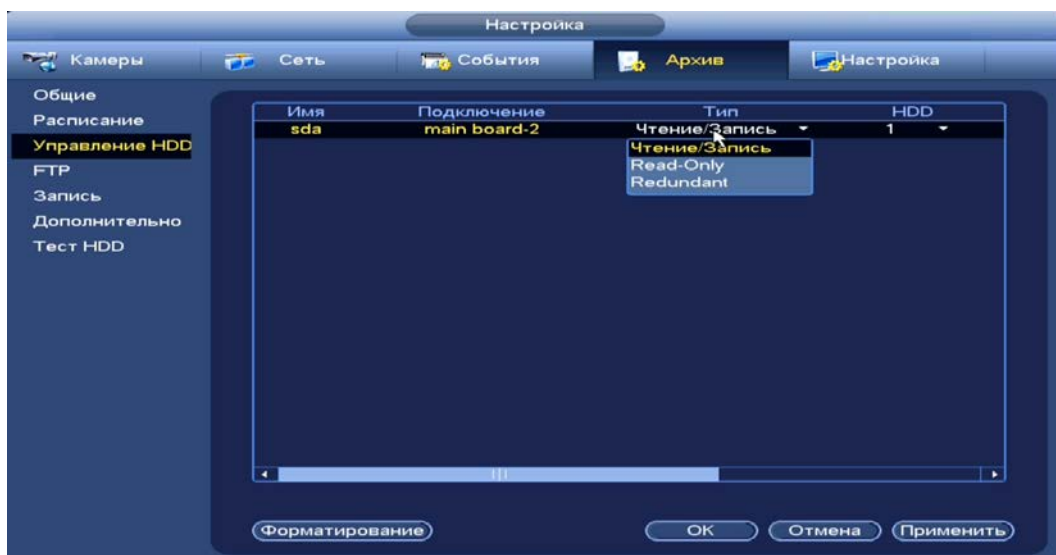 Настройка
Камеры Сеть События Архив Настройка
Общие
Расписание
Управление HDD
FTP
Запись
Дополнительно
Тест HDD
Имя Подключение Тип HDD
sda main board-2 Чтение/Запись 1
Чтение/Запись
Read-Only
Redundant
Форматирование OK Отмена Применить